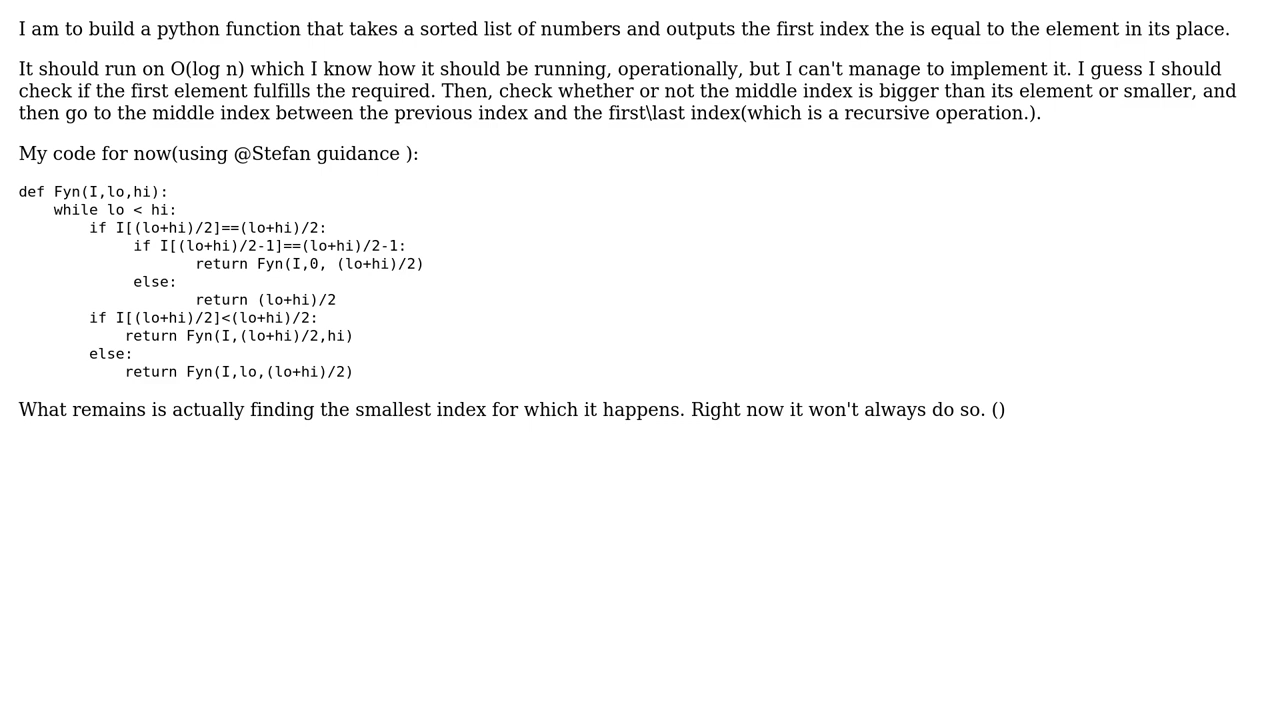 I am to build a python function that takes a sorted list of numbers and outputs the first index the is equal to the element in its place.
It should run on O(log n) which I know how it should be running, operationally, but I can't manage to implement it. I guess I should
check if the first element fulfills the required. Then, check whether or not the middle index is bigger than its element or smaller, and
then go to the middle index between the previous index and the first\last index(which is a recursive operation.).
My code for now(using @Stefan guidance ):
def Fyn(I,lo,hi):
    while lo < hi:
        if I[(lo+hi)/2]==(lo+hi)/2:
             if I[(lo+hi)/2-1]==(lo+hi)/2-1:
                    return Fyn(I,0, (lo+hi)/2)
             else:
                    return (lo+hi)/2
        if I[(lo+hi)/2]<(lo+hi)/2:
            return Fyn(I,(lo+hi)/2,hi)
        else:
            return Fyn(I,lo,(lo+hi)/2)
What remains is actually finding the smallest index for which it happens. Right now it won't always do so. ()